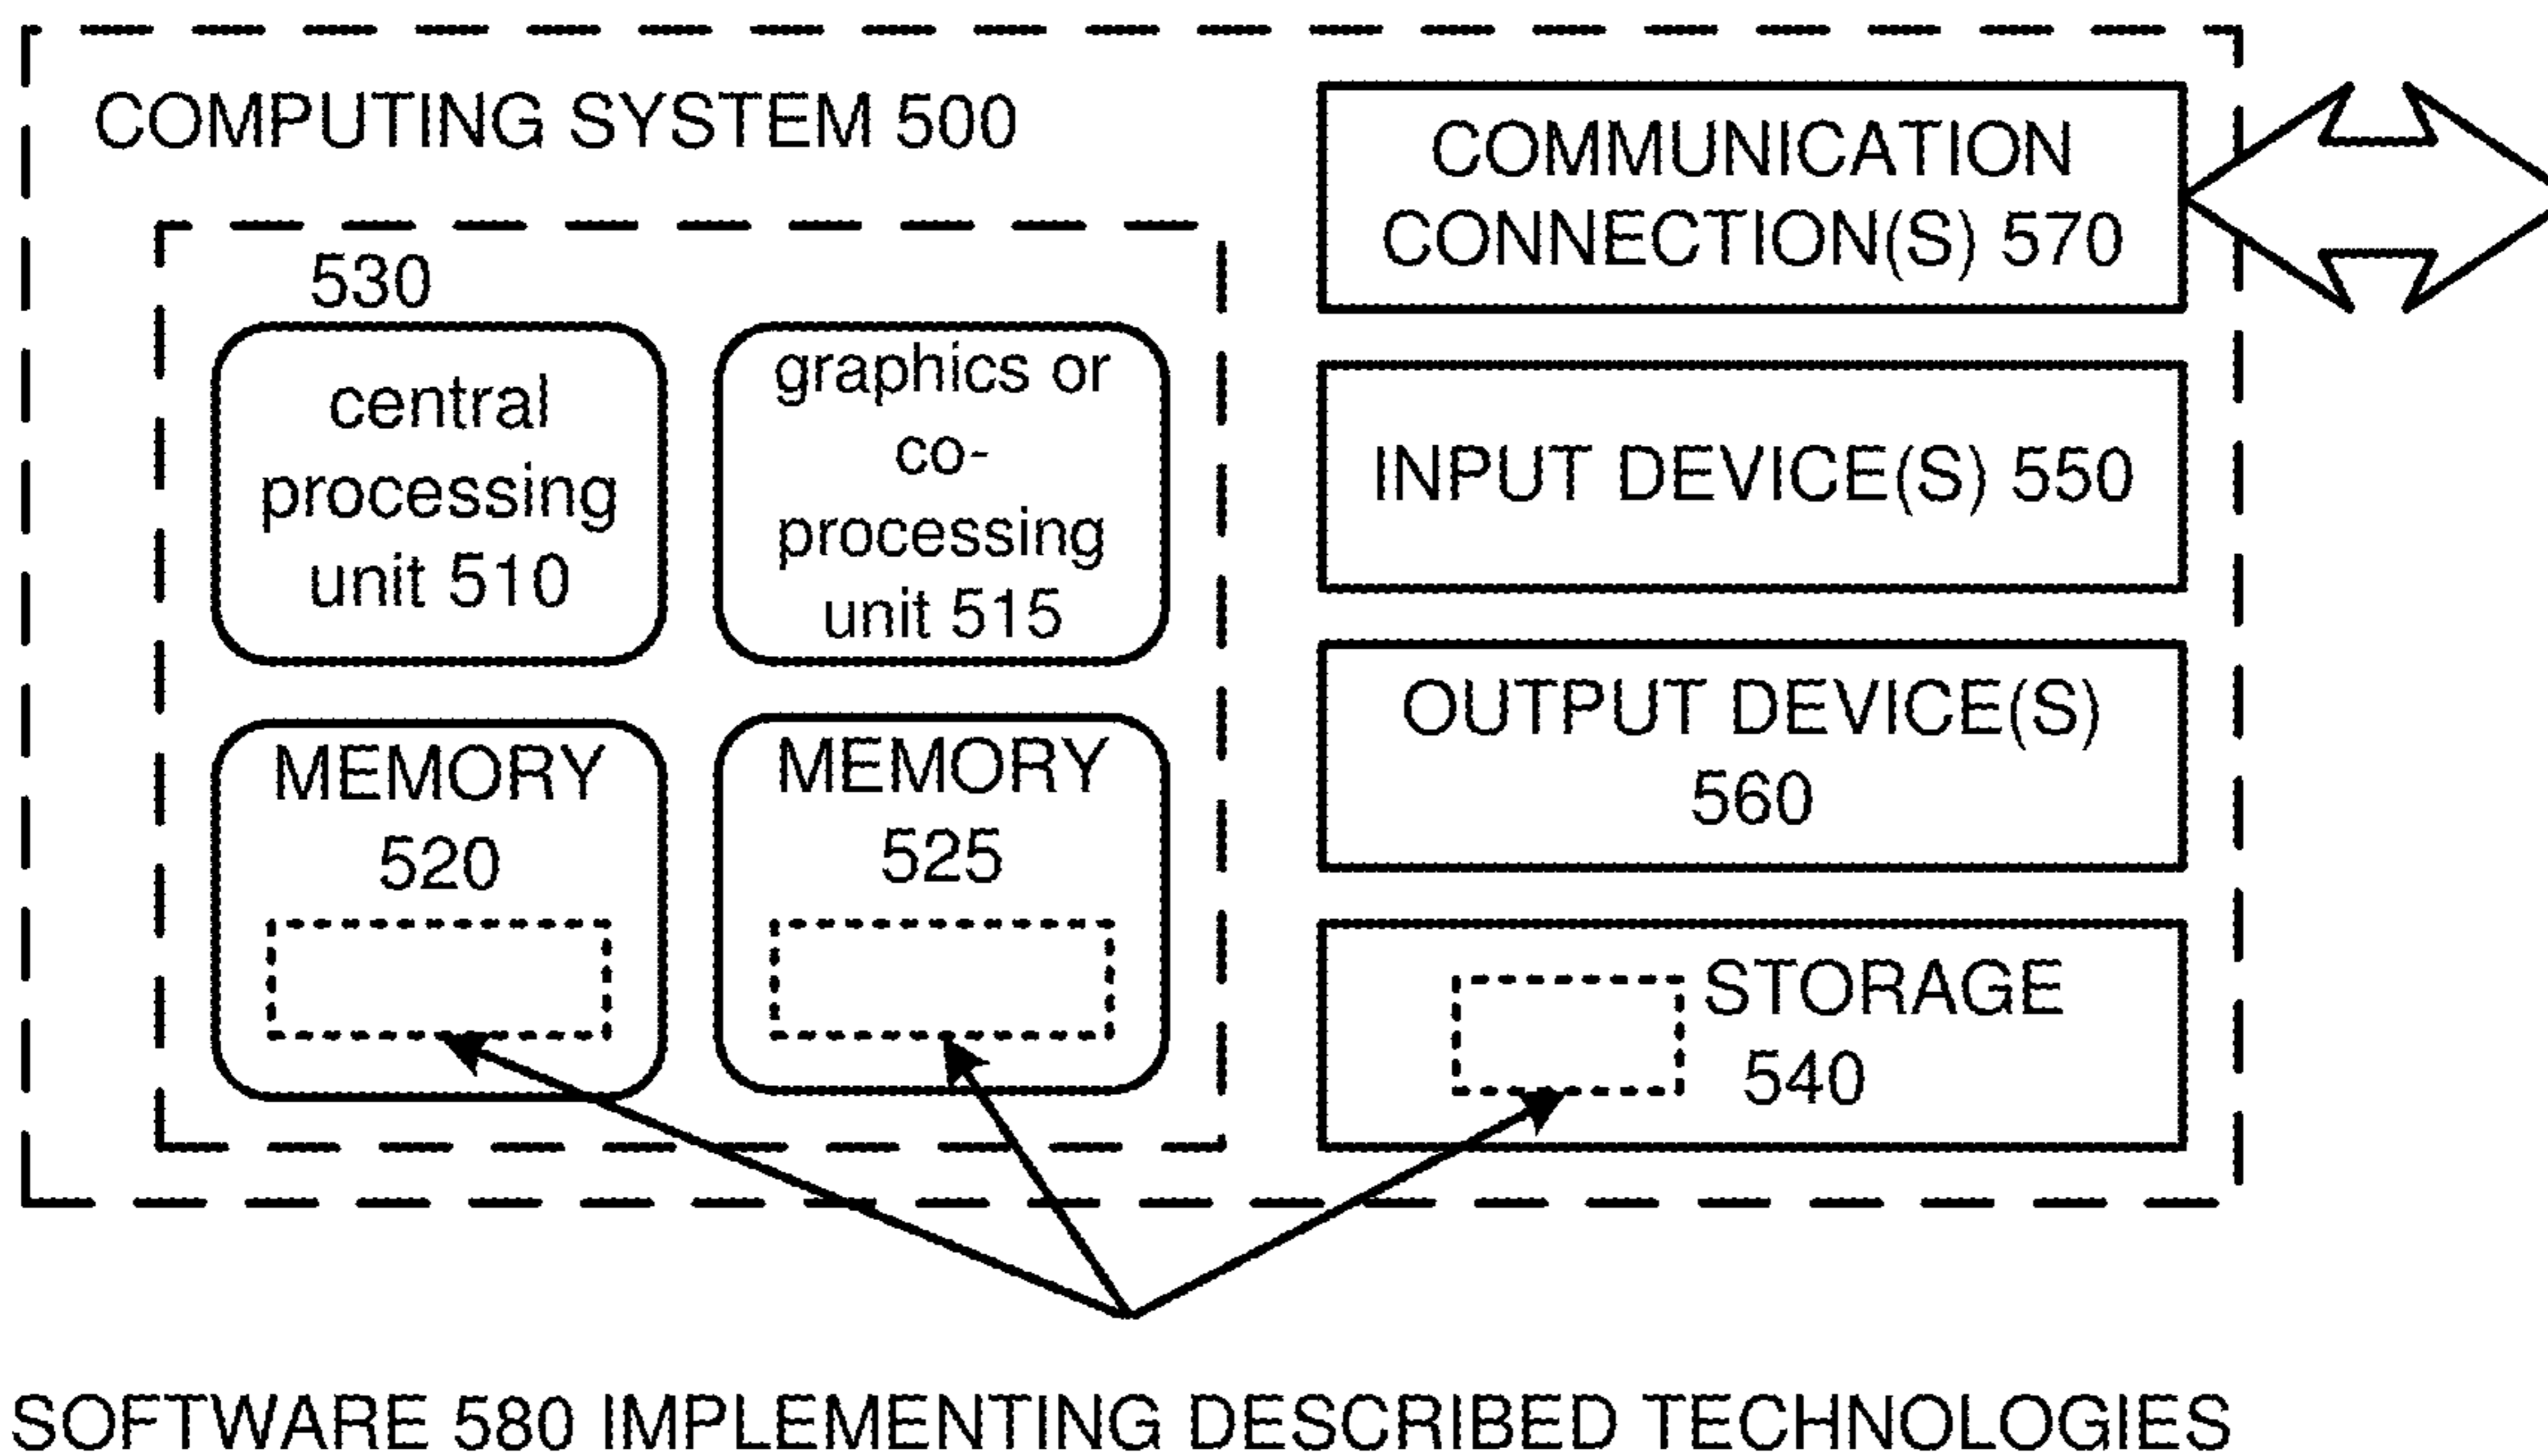 COMPUTING SYSTEM 500
530
central
processing
unit 510
graphics or
co-
processing
unit 515
MEMORY
520
MEMORY
525
COMMUNICATION
CONNECTION(S) 570
INPUT DEVICE(S) 550
OUTPUT DEVICE(S)
560
STORAGE
540
SOFTWARE 580 IMPLEMENTING DESCRIBED TECHNOLOGIES